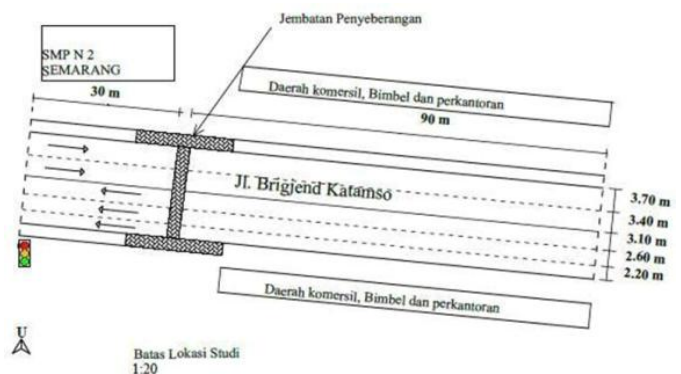 Jembatan Penyeberangan
SMP N 2
SEMARANG
30 m
Daerah komersil, Bimbel dan perkantoran
90 m
Jl. Brigjend Katamso
3.70 m
3.40 m
3.10 m
2.60 m
2.20 m
Daerah komersil, Bimbel dan perkantoran
U
Batas Lokasi Studi
1:20